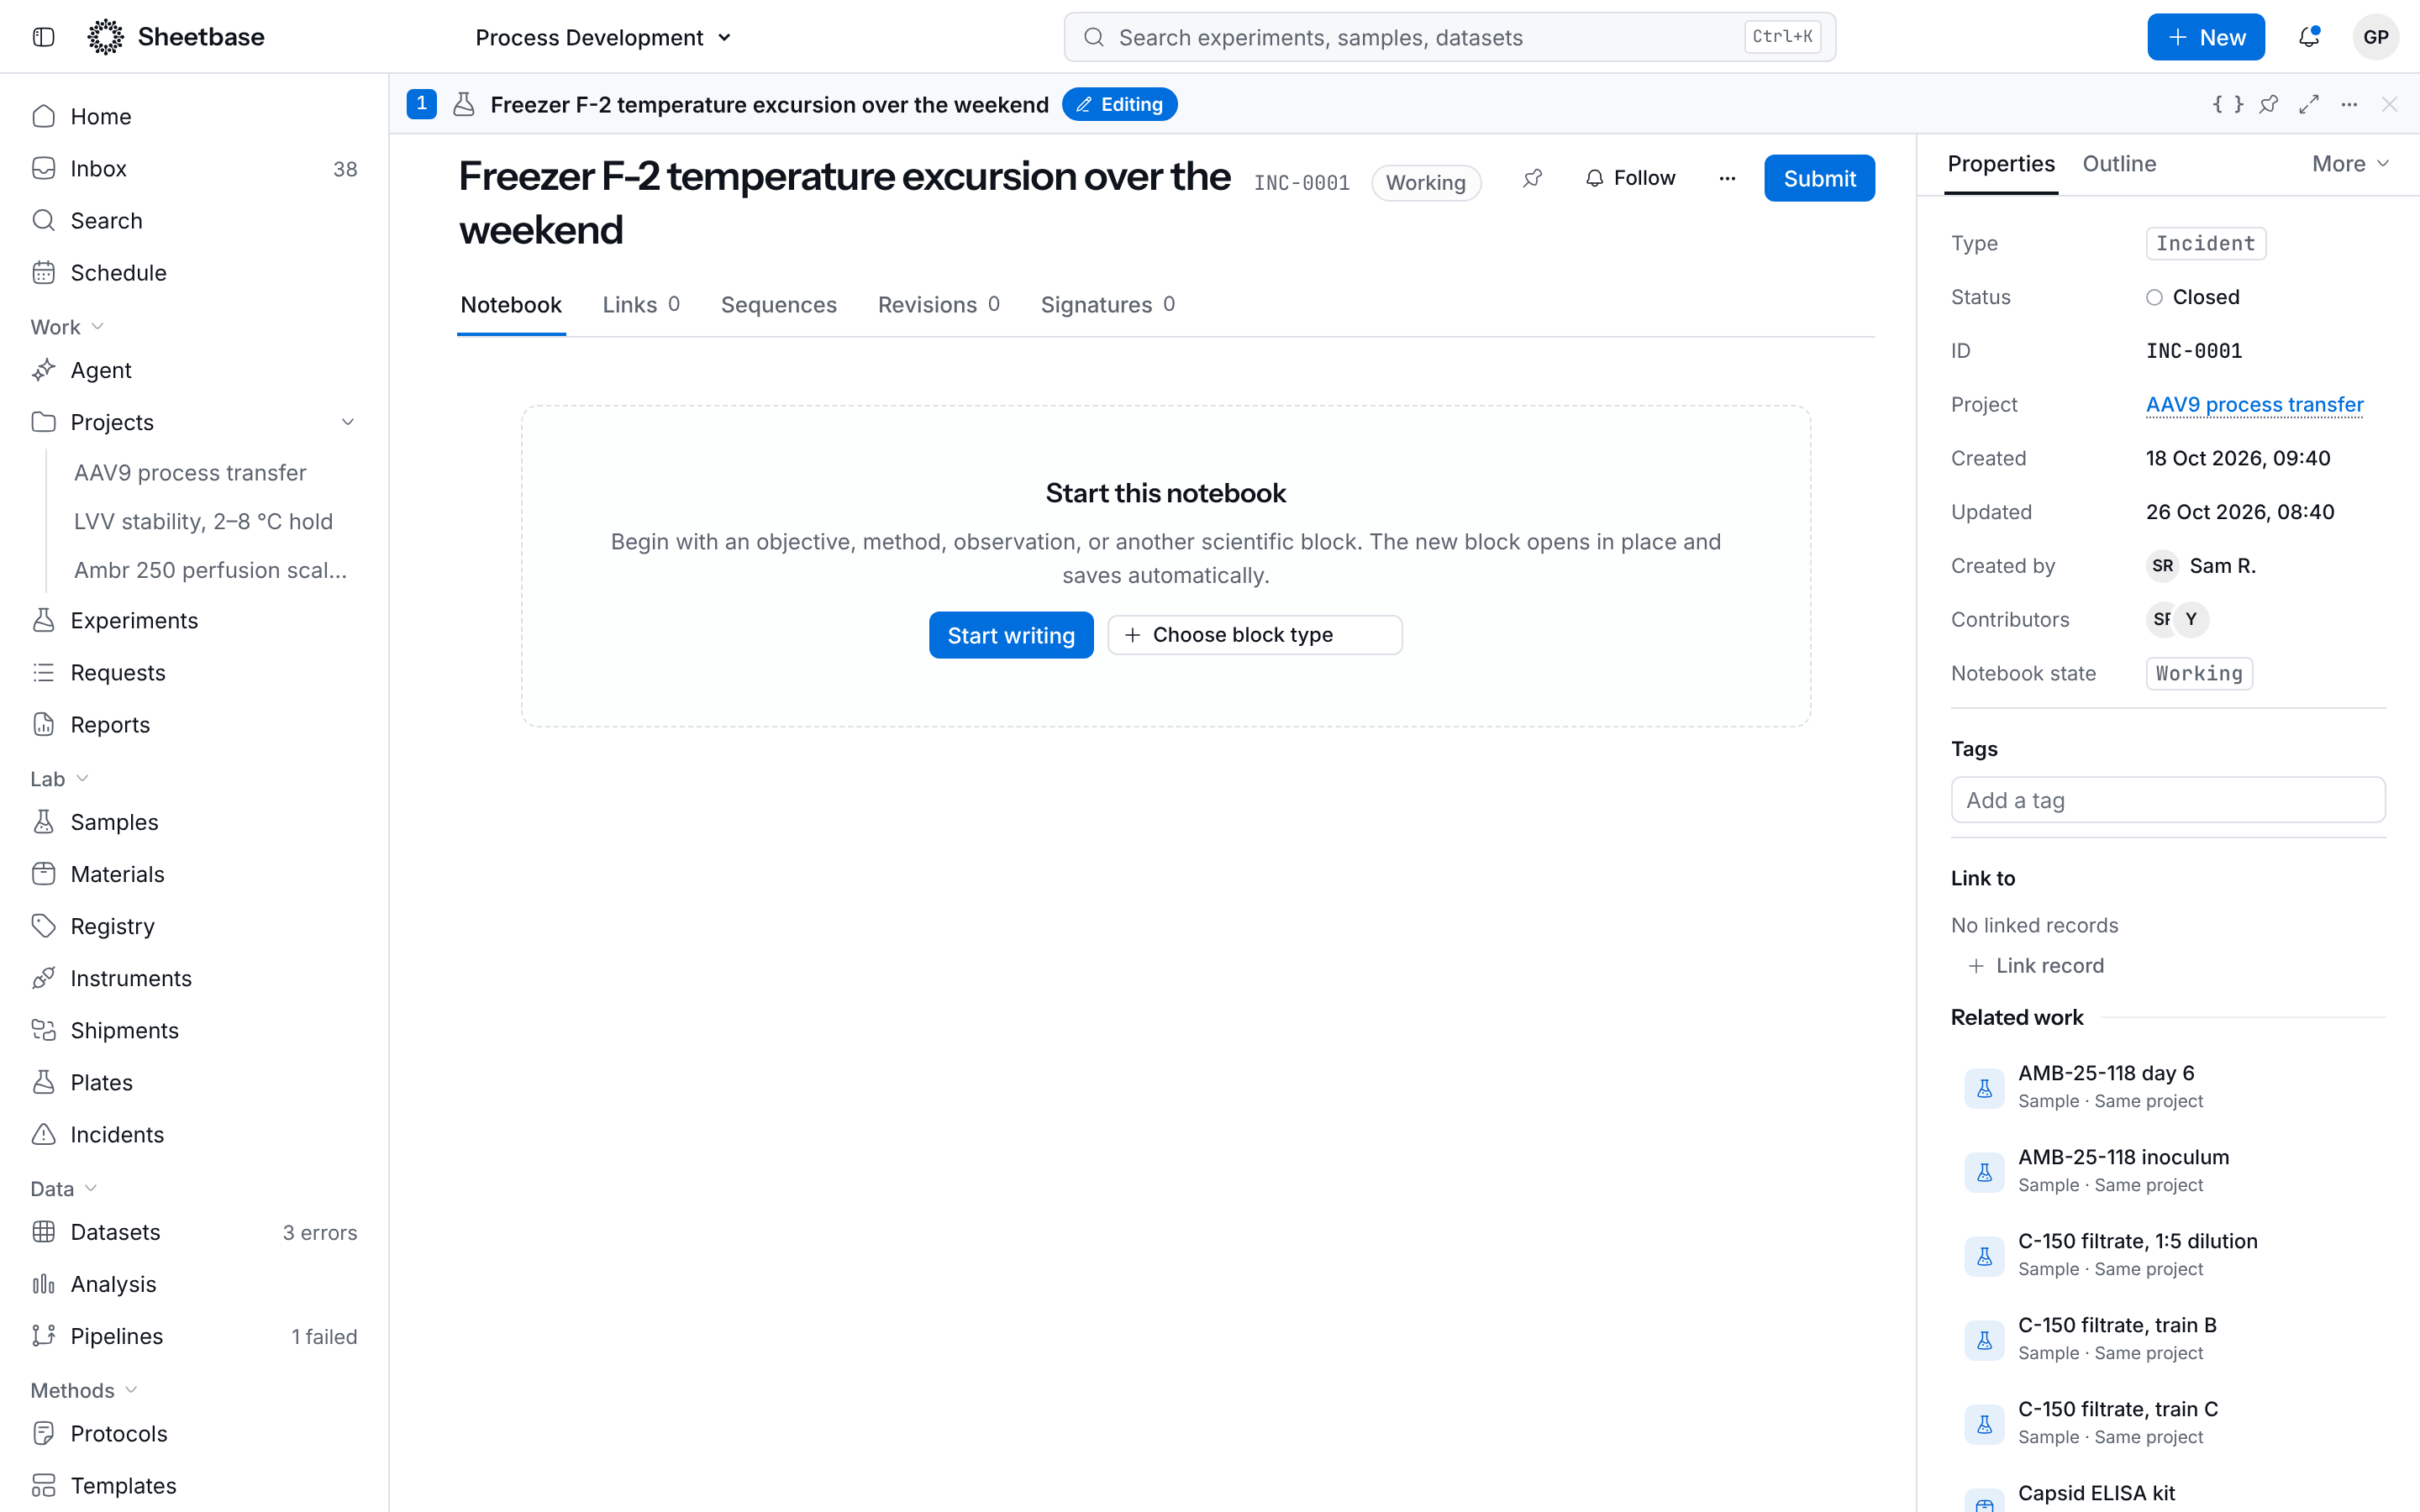 Sheetbase
Process Development
Search experiments, samples, datasets
Ctrl+K
New
GP
Home
Inbox 38
Search
Schedule
Work
Agent
Projects
AAV9 process transfer
LVV stability, 2–8 °C hold
Ambr 250 perfusion scal...
Experiments
Requests
Reports
Lab
Samples
Materials
Registry
Instruments
Shipments
Plates
Incidents
Data
Datasets 3 errors
Analysis
Pipelines 1 failed
Methods
Protocols
Templates
1 Freezer F-2 temperature excursion over the weekend Editing
{ }
Freezer F-2 temperature excursion over the
weekend
INC-0001 Working Follow Submit
Notebook Links 0 Sequences Revisions 0 Signatures 0
Start this notebook
Begin with an objective, method, observation, or another scientific block. The new block opens in place and
saves automatically.
Start writing Choose block type
Properties Outline More
Type Incident
Status Closed
ID INC-0001
Project AAV9 process transfer
Created 18 Oct 2026, 09:40
Updated 26 Oct 2026, 08:40
Created by SR Sam R.
Contributors SR Y
Notebook state Working
Tags
Add a tag
Link to
No linked records
Link record
Related work
AMB-25-118 day 6
Sample · Same project
AMB-25-118 inoculum
Sample · Same project
C-150 filtrate, 1:5 dilution
Sample · Same project
C-150 filtrate, train B
Sample · Same project
C-150 filtrate, train C
Sample · Same project
Capsid ELISA kit